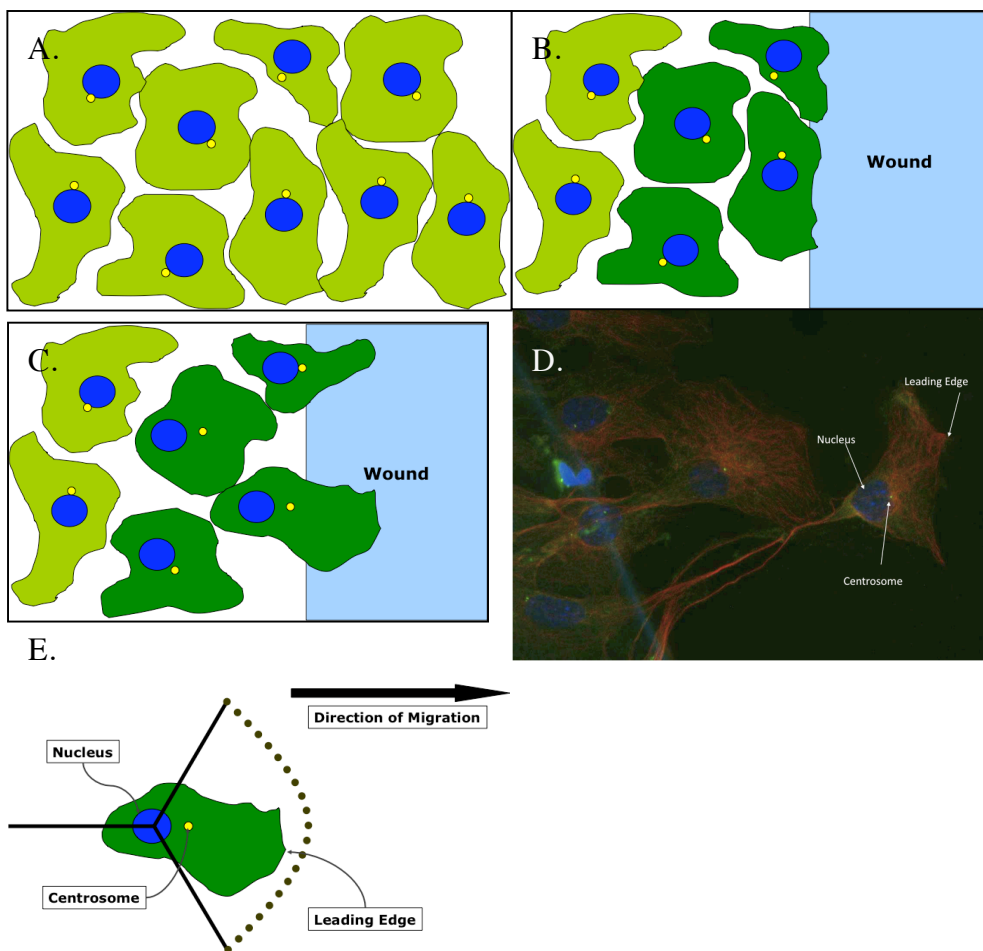 A.
B.
Wound
C.
Wound
D.
Leading Edge
Nucleus
Centrosome
E.
Direction of Migration
Nucleus
Centrosome
Leading Edge